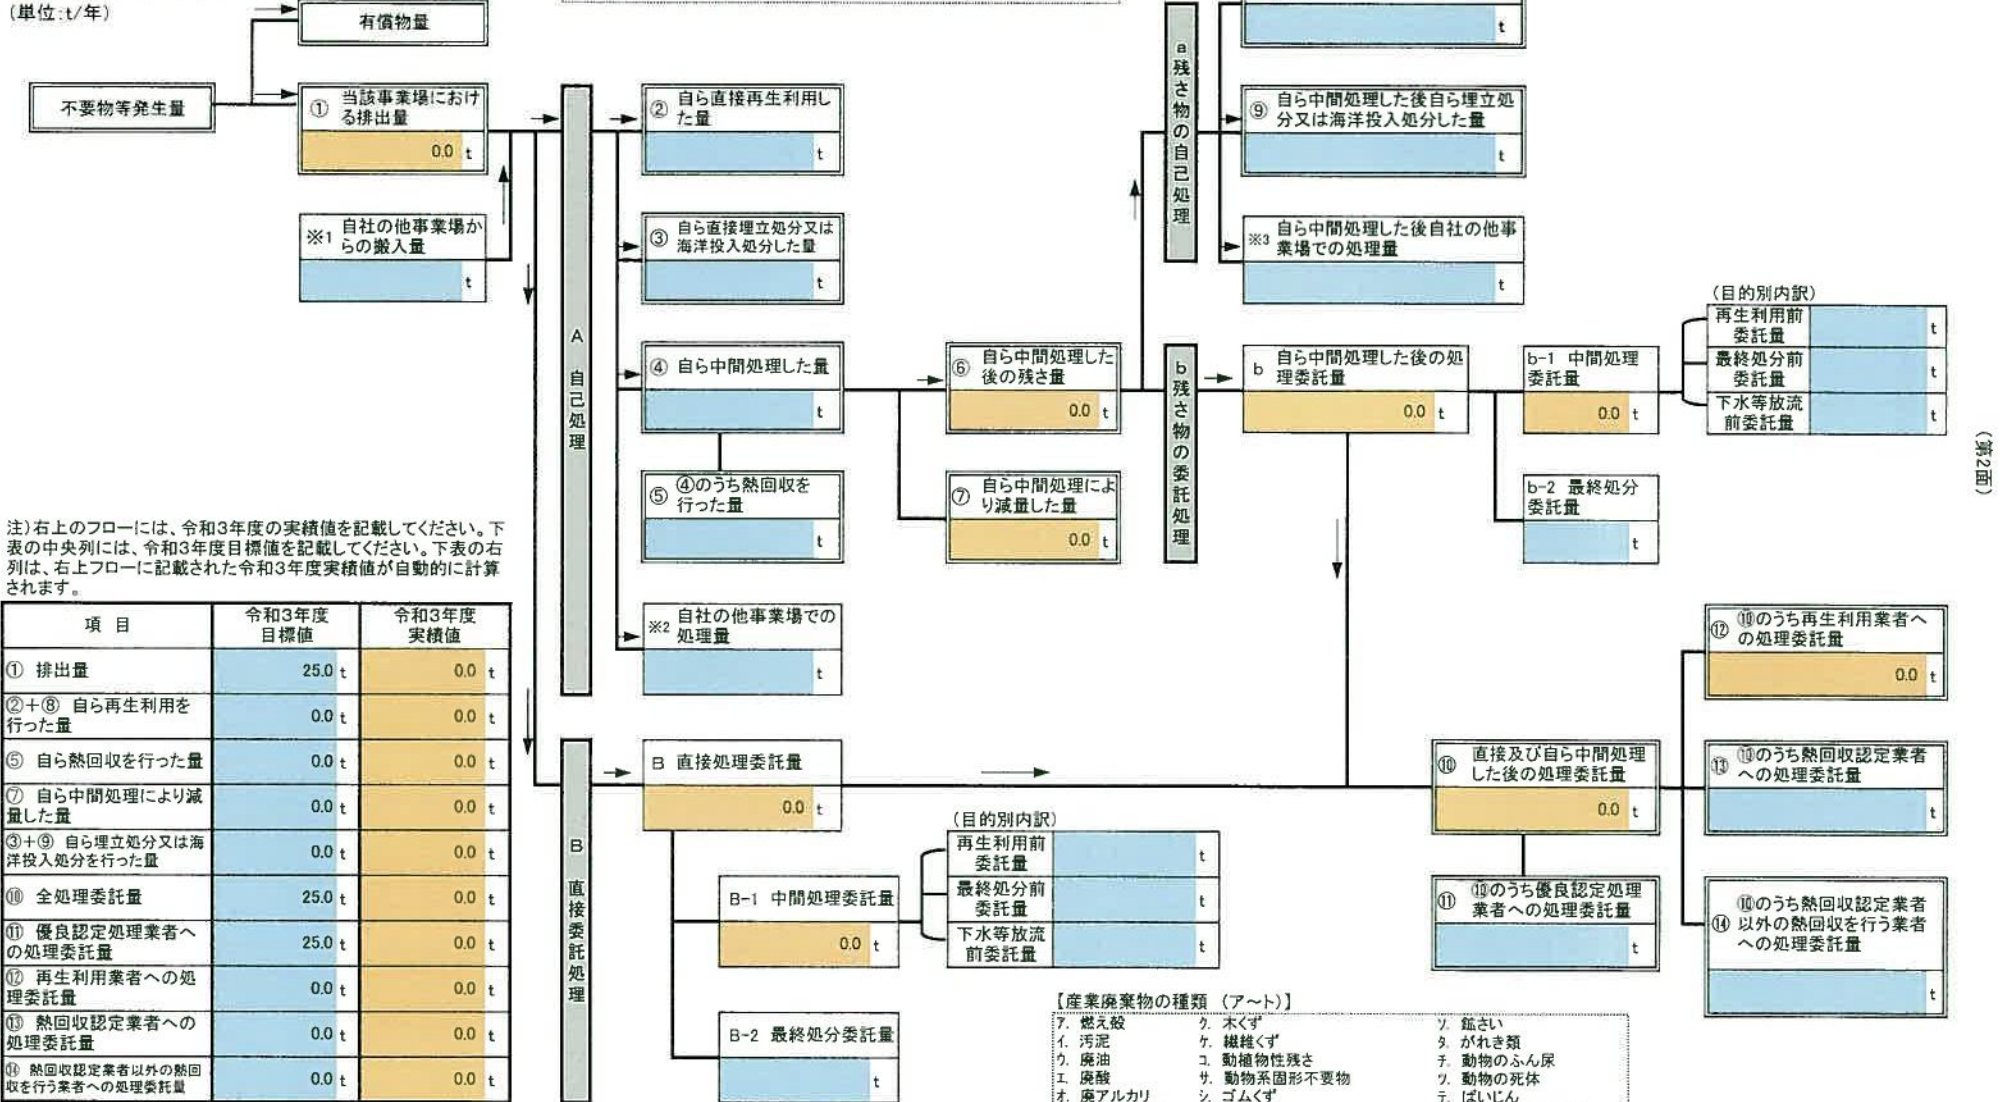 (単位:t/年)
有償物量
不要物等発生量
① 当該事業場におけ
る排出量
0.0 t
※1 自社の他事業場か
らの搬入量
t
A 自己処理
② 自ら直接再生利用し
た量
t
③ 自ら直接埋立処分又は
海洋投入処分した量
t
④ 自ら中間処理した量
t
⑤ ④のうち熱回収を
行った量
t
※2 自社の他事業場での
処理量
t
⑥ 自ら中間処理した
後の残さ量
0.0 t
⑦ 自ら中間処理によ
り減量した量
0.0 t
a 残さ物の自己処理
t
⑨ 自ら中間処理した後自ら埋立処
分又は海洋投入処分した量
t
※3 自ら中間処理した後自社の他事
業場での処理量
t
b 残さ物の委託処理
b 自ら中間処理した後の処
理委託量
0.0 t
b-1 中間処理
委託量
0.0 t
(目的別内訳)
再生利用前
委託量 t
最終処分前
委託量 t
下水等放流
前委託量 t
b-2 最終処分
委託量
t
(第2面)
注)右上のフローには、令和3年度の実績値を記載してください。下
表の中央列には、令和3年度目標値を記載してください。下表の右
列は、右上フローに記載された令和3年度実績値が自動的に計算
されます。
項 目 令和3年度
目標値 令和3年度
実績値
① 排出量 25.0 t 0.0 t
②+⑧ 自ら再生利用を
行った量 0.0 t 0.0 t
⑤ 自ら熱回収を行った量 0.0 t 0.0 t
⑦ 自ら中間処理により減
量した量 0.0 t 0.0 t
③+⑨ 自ら埋立処分又は海
洋投入処分を行った量 0.0 t 0.0 t
⑩ 全処理委託量 25.0 t 0.0 t
⑪ 優良認定処理業者へ
の処理委託量 25.0 t 0.0 t
⑫ 再生利用業者への処
理委託量 0.0 t 0.0 t
⑬ 熱回収認定業者への
処理委託量 0.0 t 0.0 t
⑭ 熱回収認定業者以外の熱回
収を行う業者への処理委託量 0.0 t 0.0 t
B 直接委託処理
B 直接処理委託量
0.0 t
B-1 中間処理委託量
0.0 t
(目的別内訳)
再生利用前
委託量 t
最終処分前
委託量 t
下水等放流
前委託量 t
B-2 最終処分委託量
t
⑩ 直接及び自ら中間処理
した後の処理委託量
0.0 t
⑪ ⑩のうち優良認定処理
業者への処理委託量
t
⑫ ⑩のうち再生利用業者へ
の処理委託量
0.0 t
⑬ ⑩のうち熱回収認定業者
への処理委託量
t
⑭ ⑩のうち熱回収認定業者
以外の熱回収を行う業者
への処理委託量
t
【産業廃棄物の種類 (ア~ト)】
ア. 燃え殻 ク. 木くず ソ. 鉱さい
イ. 汚泥 ケ. 繊維くず タ. がれき類
ウ. 廃油 コ. 動植物性残さ チ. 動物のふん尿
エ. 廃酸 サ. 動物系固形不要物 ツ. 動物の死体
オ. 廃アルカリ シ. ゴムくず テ. ばいじん